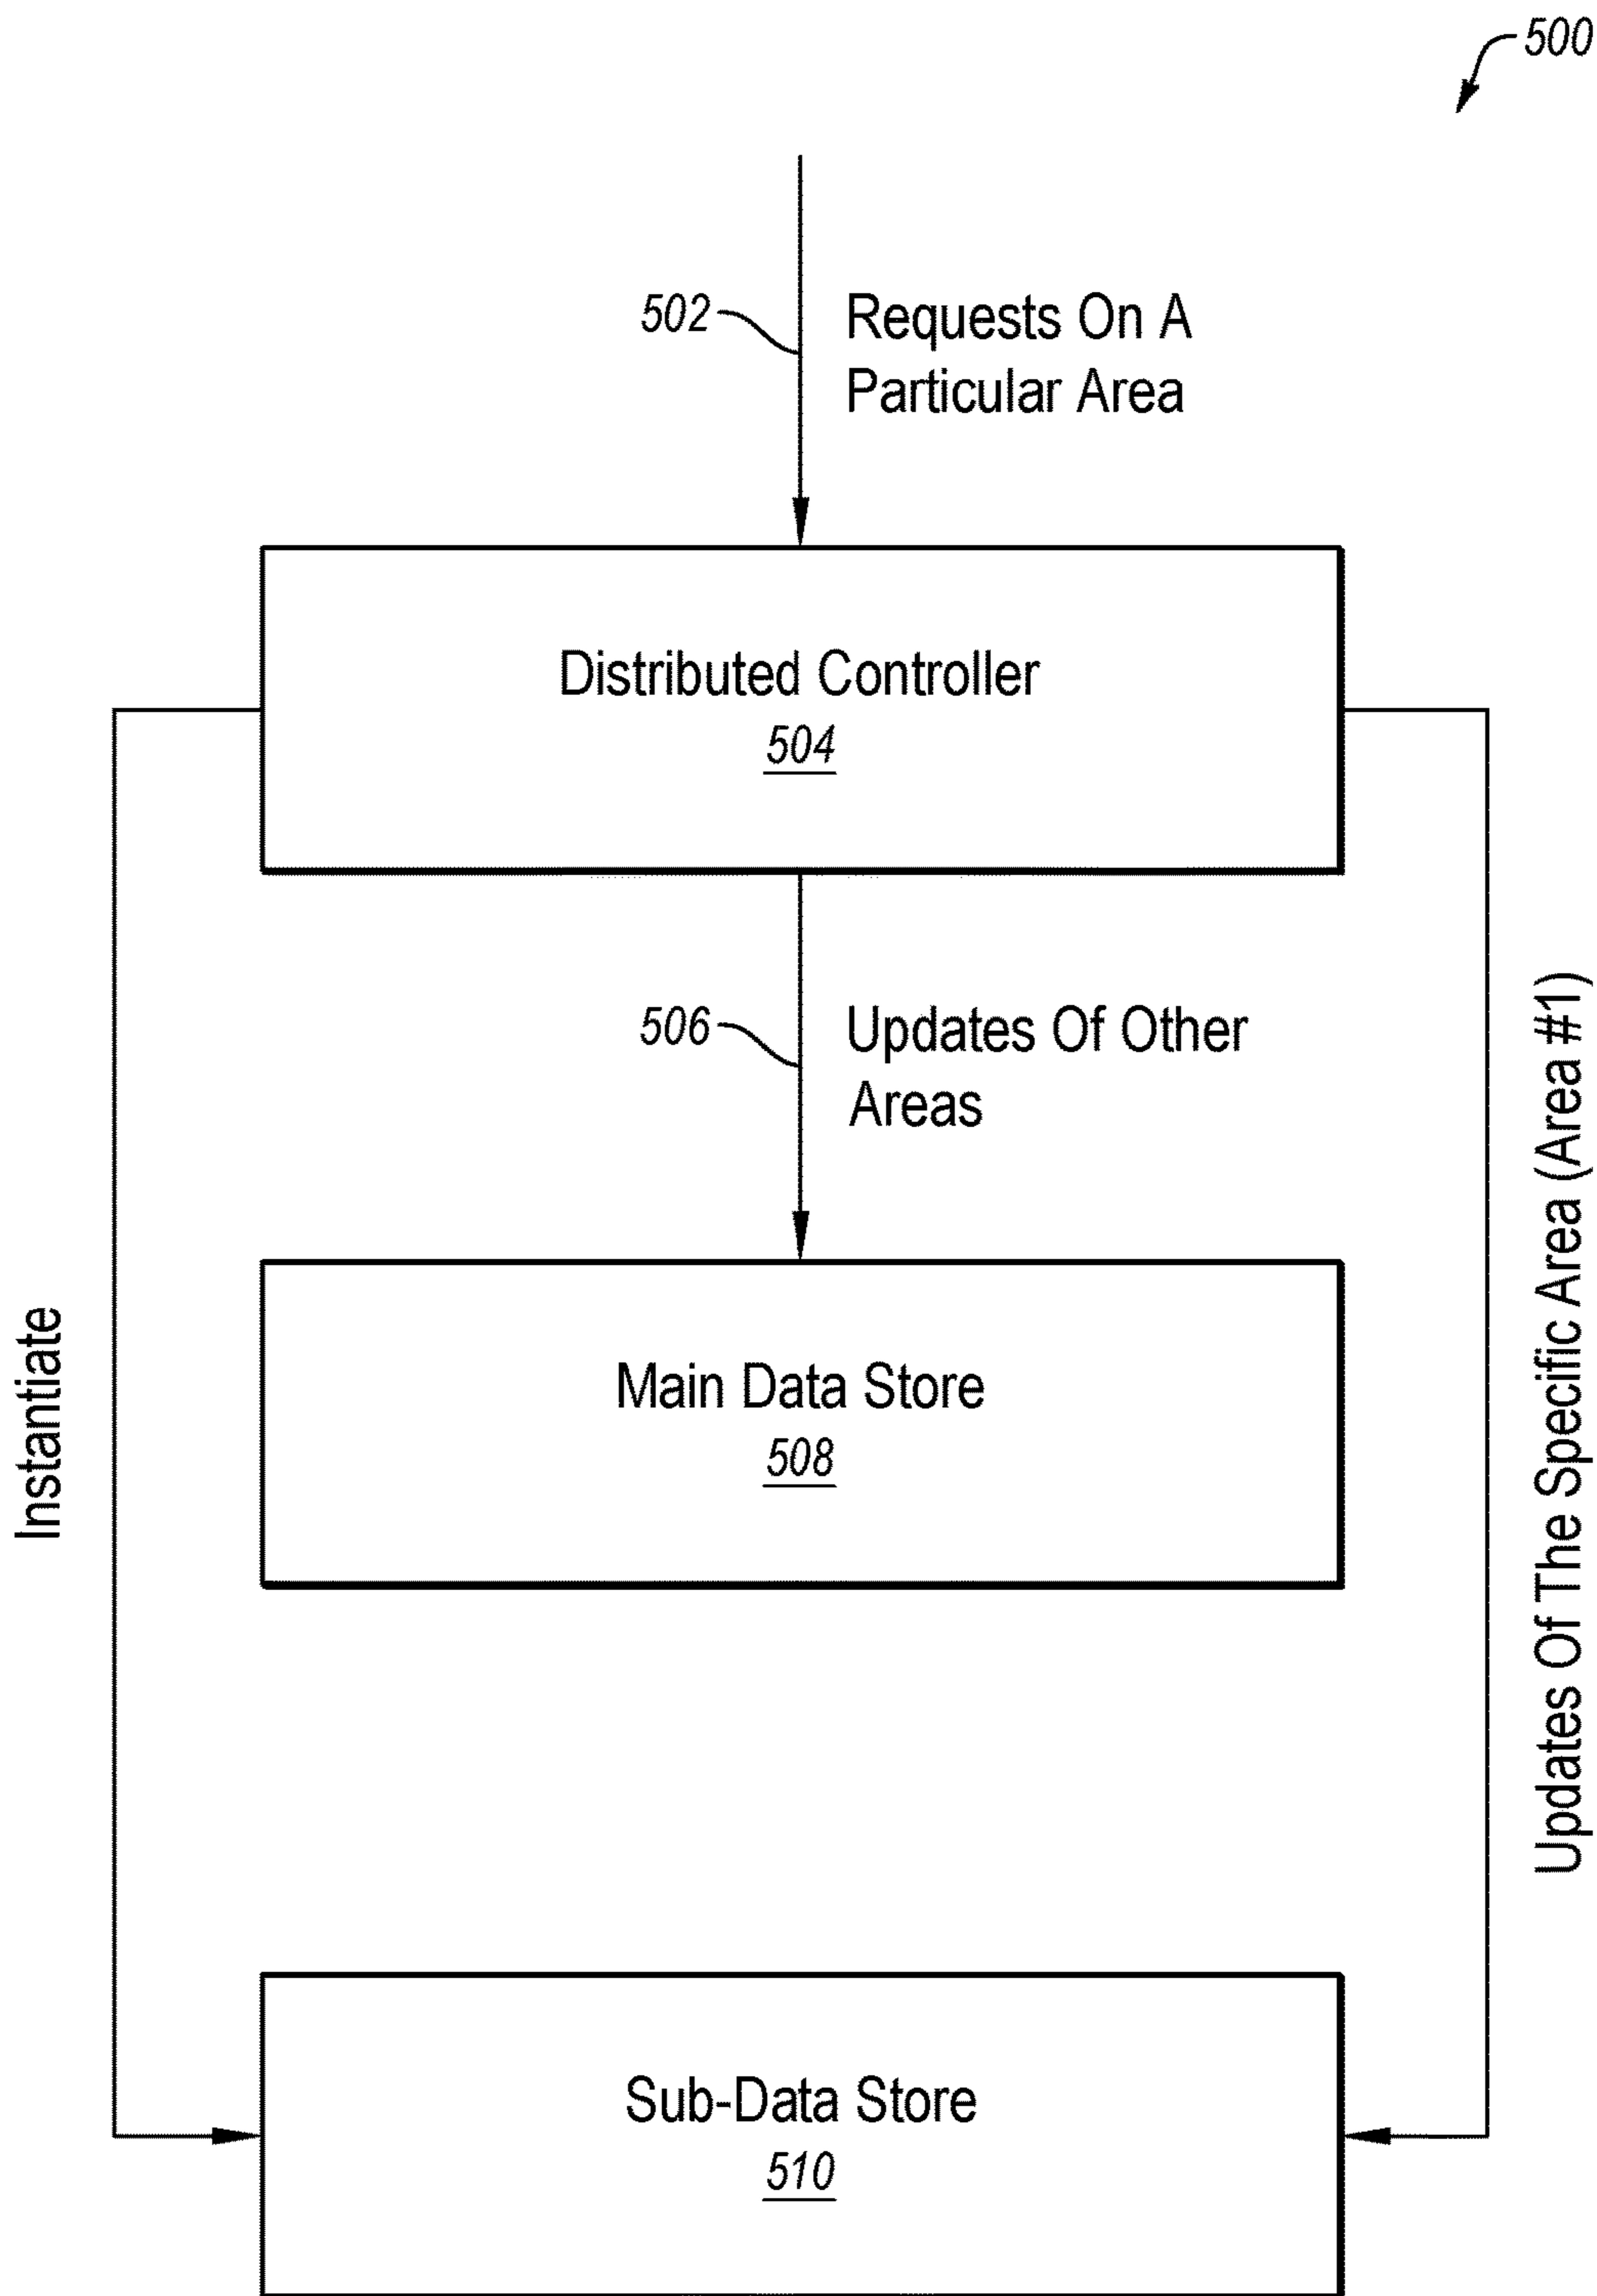 500
502
Requests On A
Particular Area
Distributed Controller
504
506
Updates Of Other
Areas
Instantiate
Updates Of The Specific Area (Area #1)
Main Data Store
508
Sub-Data Store
510